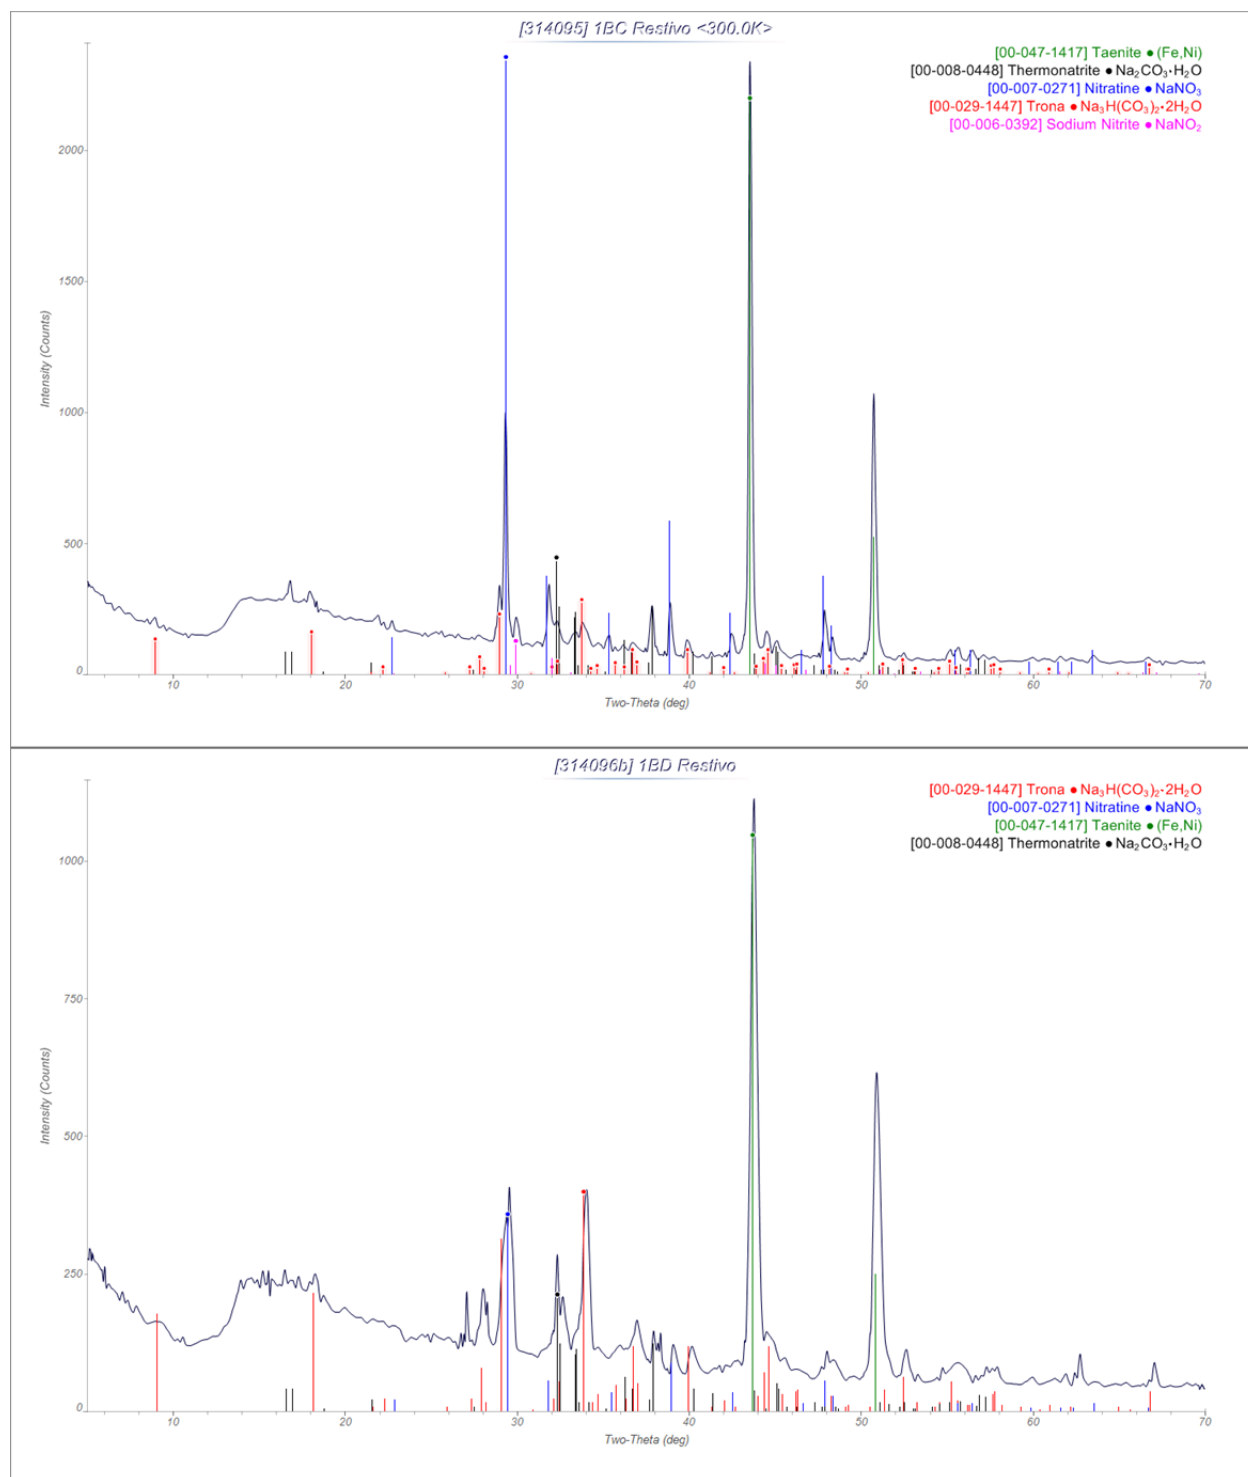 [314095] 1BC Restivo <300.0K>
[00-047-1417] Taenite ● (Fe,Ni)
[00-008-0448] Thermonatrite ● Na₂CO₃·H₂O
[00-007-0271] Nitratine ● NaNO₃
[00-029-1447] Trona ● Na₃H(CO₃)₂·2H₂O
[00-006-0392] Sodium Nitrite ● NaNO₂
Intensity (Counts)
2000
1500
1000
500
0
10 20 30 40 50 60 70
Two-Theta (deg)
[314096b] 1BD Restivo
[00-029-1447] Trona ● Na₃H(CO₃)₂·2H₂O
[00-007-0271] Nitratine ● NaNO₃
[00-047-1417] Taenite ● (Fe,Ni)
[00-008-0448] Thermonatrite ● Na₂CO₃·H₂O
Intensity (Counts)
1000
750
500
250
0
10 20 30 40 50 60 70
Two-Theta (deg)